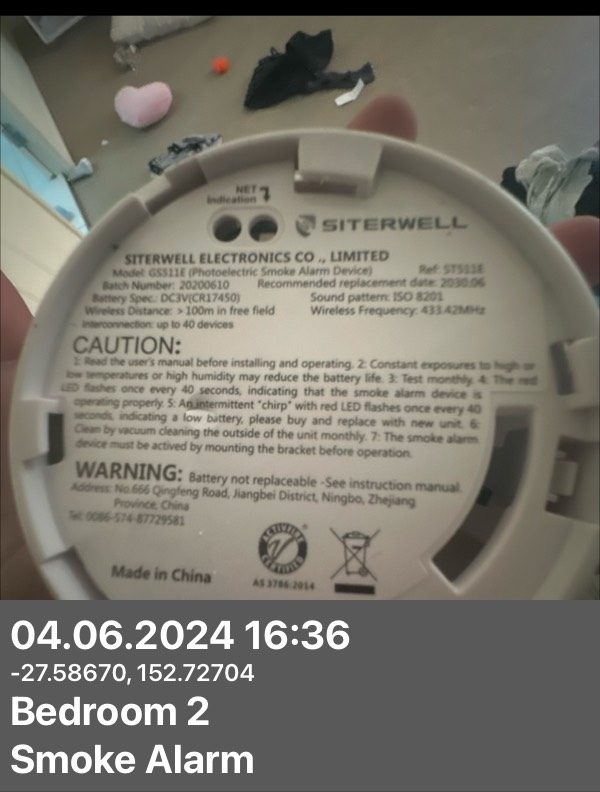 NET
Indication
SITERWELL
SITERWELL ELECTRONICS CO ., LIMITED
Model: GS511E (Photoelectric Smoke Alarm Device) Ref: ST511E
Batch Number: 20200610 Recommended replacement date: 2030.06
Battery Spec.: DC3V(CR17450) Sound pattern: ISO 8201
Wireless Distance: >100m in free field Wireless Frequency: 433.42MHz
Interconnection: up to 40 devices
CAUTION:
1: Read the user's manual before installing and operating. 2: Constant exposures to high or
low temperatures or high humidity may reduce the battery life. 3: Test monthly. 4: The red
LED flashes once every 40 seconds, indicating that the smoke alarm device is
operating properly. 5: An intermittent "chirp" with red LED flashes once every 40
seconds, indicating a low battery, please buy and replace with new unit. 6:
Clean by vacuum cleaning the outside of the unit monthly. 7: The smoke alarm
device must be actived by mounting the bracket before operation.
WARNING: Battery not replaceable -See instruction manual.
Address: No.666 Qingfeng Road, Jiangbei District, Ningbo, Zhejiang
Province, China
Tel: 0086-574-87729581
ACTIVFIRE
CERTIFIED
Made in China
AS 3786:2014
04.06.2024 16:36
-27.58670, 152.72704
Bedroom 2
Smoke Alarm